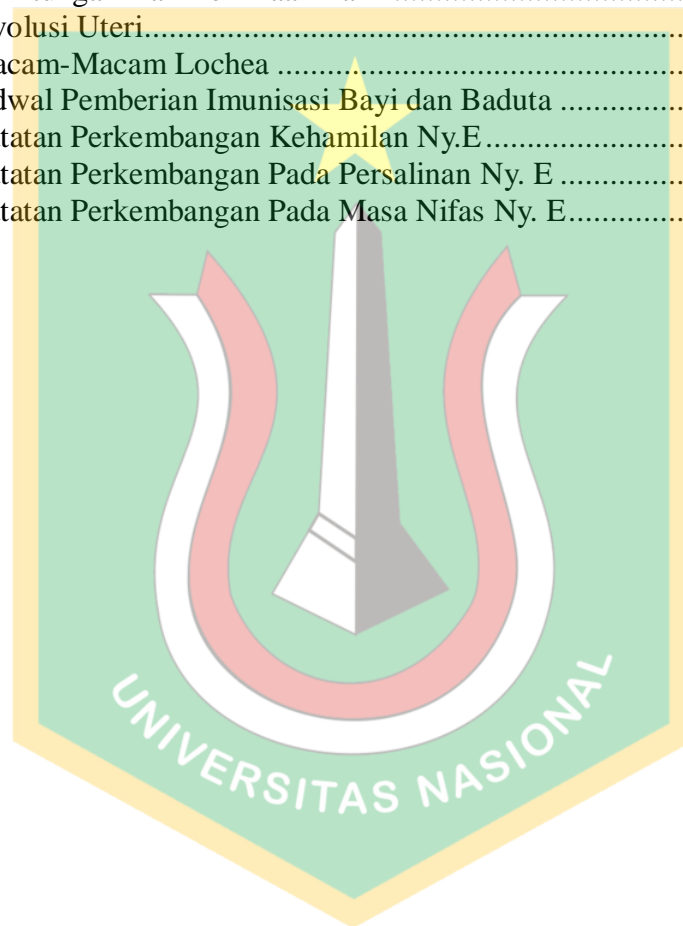 volusi Uteri.......................................................................
acam-Macam Lochea .......................................................
dwal Pemberian Imunisasi Bayi dan Baduta ................
tatan Perkembangan Kehamilan Ny.E..........................
tatan Perkembangan Pada Persalinan Ny. E ................
tatan Perkembangan Pada Masa Nifas Ny. E...............
UNIVERSITAS NASIONAL